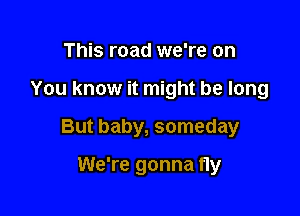 This road we're on
You know it might be long
But baby, someday
We're gonna fly